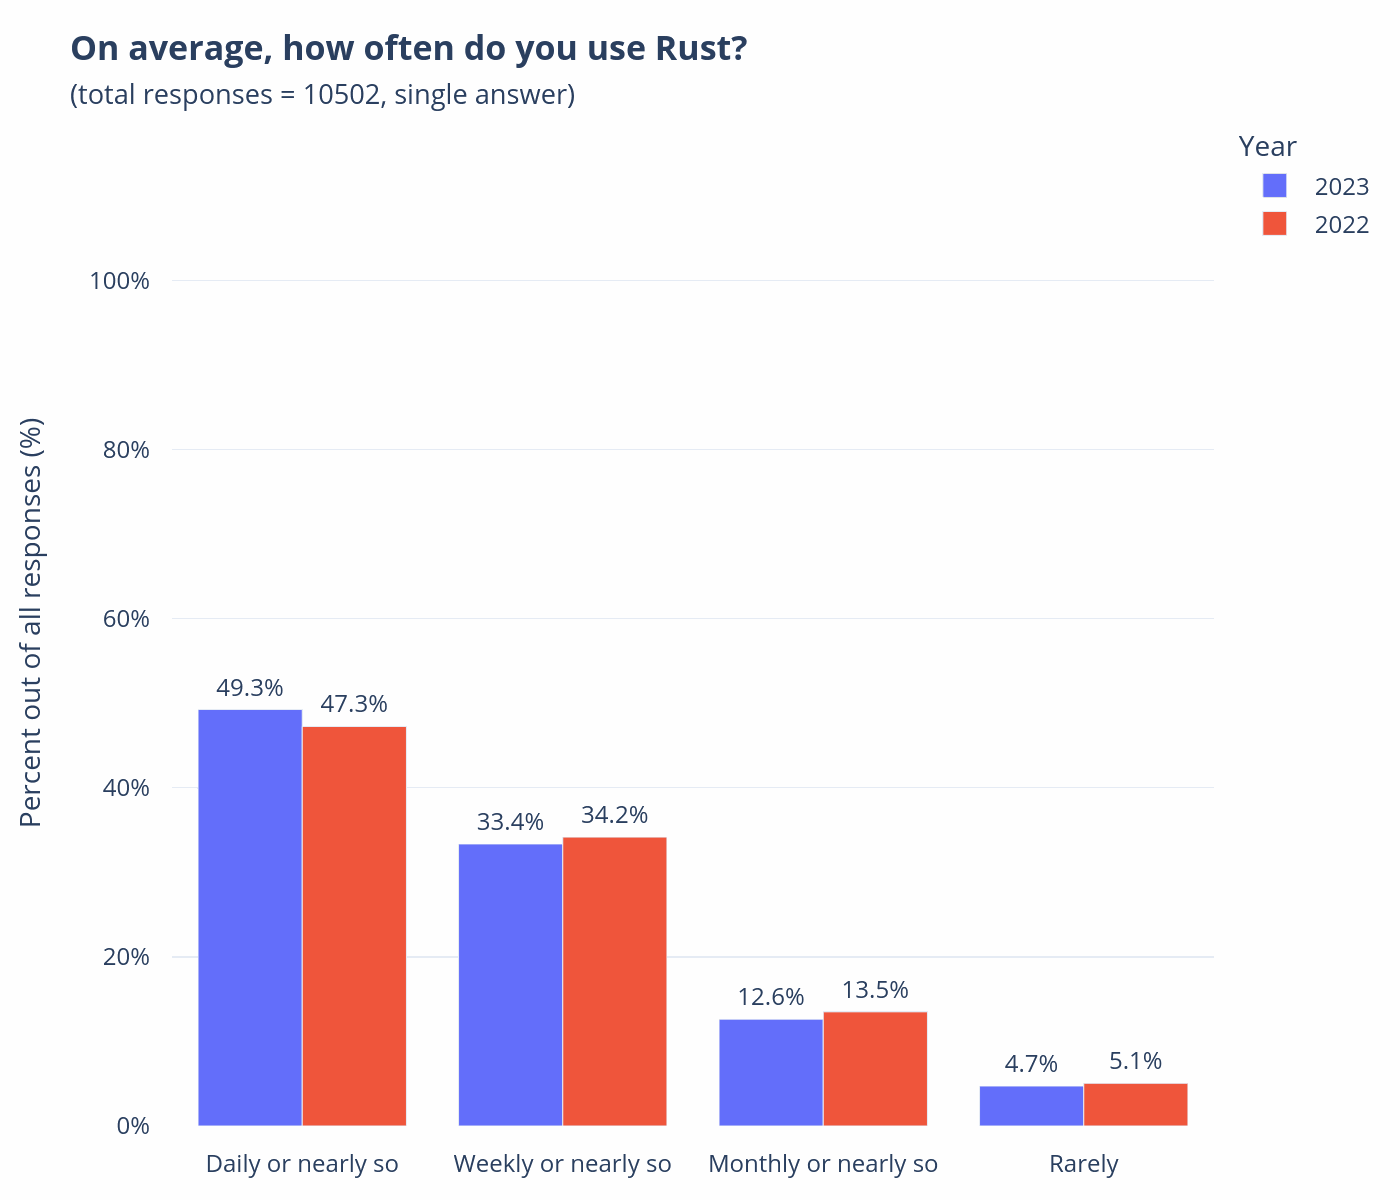 On average, how often do you use Rust?
(total responses = 10502, single answer)
Year
2023
2022
Percent out of all responses (%)
100%
80%
60%
40%
20%
0%
49.3%
47.3%
33.4%
34.2%
12.6%
13.5%
4.7%
5.1%
Daily or nearly so
Weekly or nearly so
Monthly or nearly so
Rarely